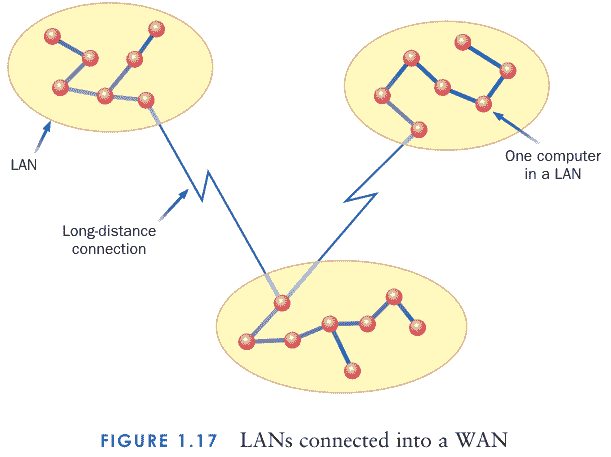 LAN
One computer
in a LAN
Long-distance
connection
FIGURE 1.17 LANs connected into a WAN